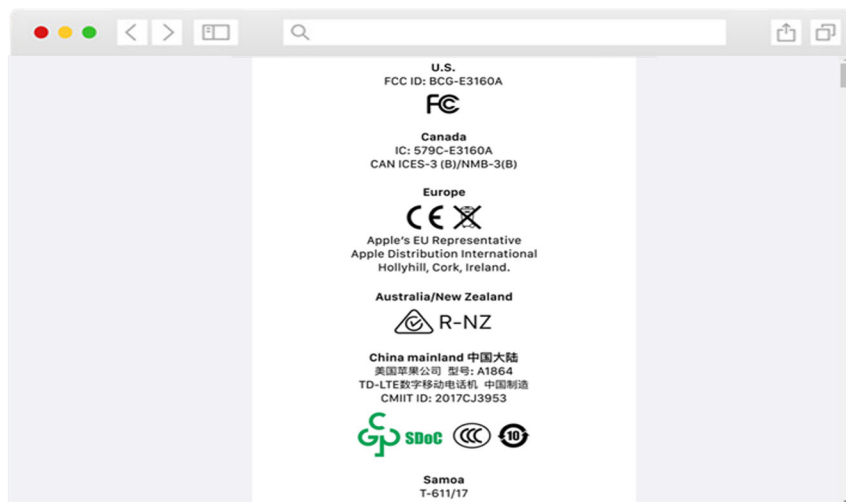 U.S.
FCC ID: BCG-E3160A
FC
Canada
IC: 579C-E3160A
CAN ICES-3 (B)/NMB-3(B)
Europe
CE
Apple's EU Representative
Apple Distribution International
Hollyhill, Cork, Ireland.
Australia/New Zealand
R-NZ
China mainland 中国大陆
美国苹果公司 型号: A1864
TD-LTE数字移动电话机 中国制造
CMIIT ID: 2017CJ3953
CGP SDoC CCC 10
Samoa
T-611/17